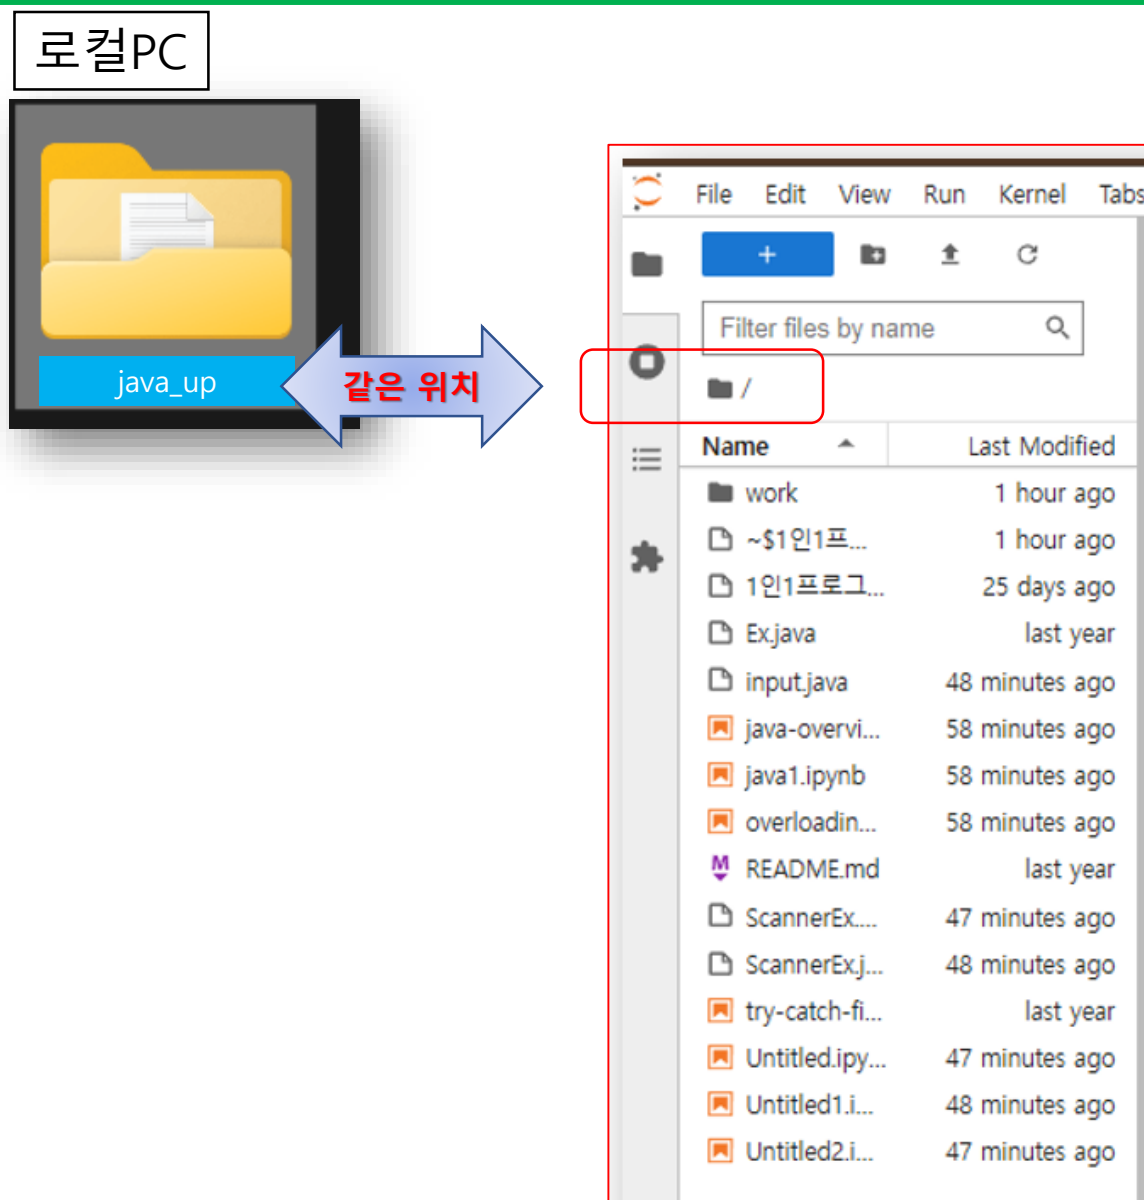 로컬PC
java_up
같은 위치
File Edit View Run Kernel Tabs
+
Filter files by name
/
Name Last Modified
work 1 hour ago
~$1인1프... 1 hour ago
1인1프로그... 25 days ago
Ex.java last year
input.java 48 minutes ago
java-overvi... 58 minutes ago
java1.ipynb 58 minutes ago
overloadin... 58 minutes ago
README.md last year
ScannerEx.... 47 minutes ago
ScannerEx.j... 48 minutes ago
try-catch-fi... last year
Untitled.ipy... 47 minutes ago
Untitled1.i... 48 minutes ago
Untitled2.i... 47 minutes ago